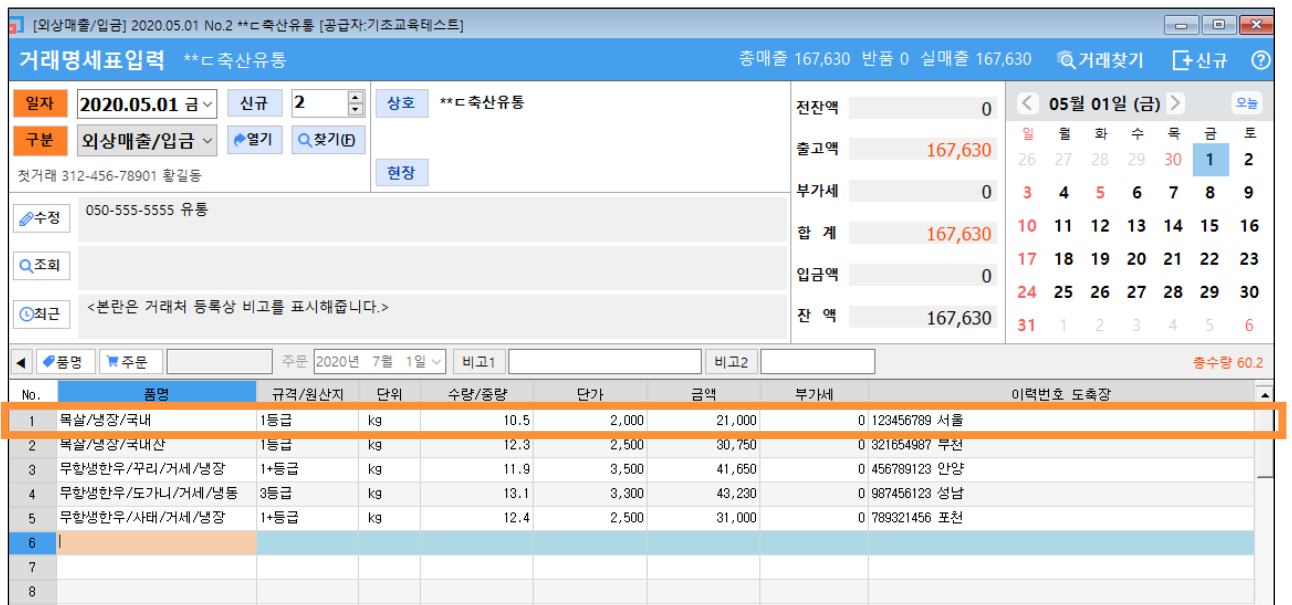 [외상매출/입금] 2020.05.01 No.2 **ㄷ축산유통 [공급자:기초교육테스트]
거래명세표입력 **ㄷ축산유통 총매출 167,630 반품 0 실매출 167,630 거래찾기 신규
일자 2020.05.01 금 신규 2 상호 **ㄷ축산유통
구분 외상매출/입금 열기 찾기(F)
첫거래 312-456-78901 황길동 현장
수정 050-555-5555 유통
조회
최근 <본란은 거래처 등록상 비고를 표시해줍니다.>
전잔액 0
출고액 167,630
부가세 0
합 계 167,630
입금액 0
잔 액 167,630
05월 01일 (금) 오늘
일 월 화 수 목 금 토
26 27 28 29 30 1 2
3 4 5 6 7 8 9
10 11 12 13 14 15 16
17 18 19 20 21 22 23
24 25 26 27 28 29 30
31 1 2 3 4 5 6
품명 주문 주문 2020년 7월 1일 비고1 비고2 총수량 60.2
No. 품명 규격/원산지 단위 수량/중량 단가 금액 부가세 이력번호 도축장
1 목살/냉장/국내 1등급 kg 10.5 2,000 21,000 0 123456789 서울
2 목살/냉장/국내산 1등급 kg 12.3 2,500 30,750 0 321654987 부천
3 무항생한우/꾸리/거세/냉장 1+등급 kg 11.9 3,500 41,650 0 456789123 안양
4 무항생한우/도가니/거세/냉동 3등급 kg 13.1 3,300 43,230 0 987456123 성남
5 무항생한우/사태/거세/냉장 1+등급 kg 12.4 2,500 31,000 0 789321456 포천
6
7
8